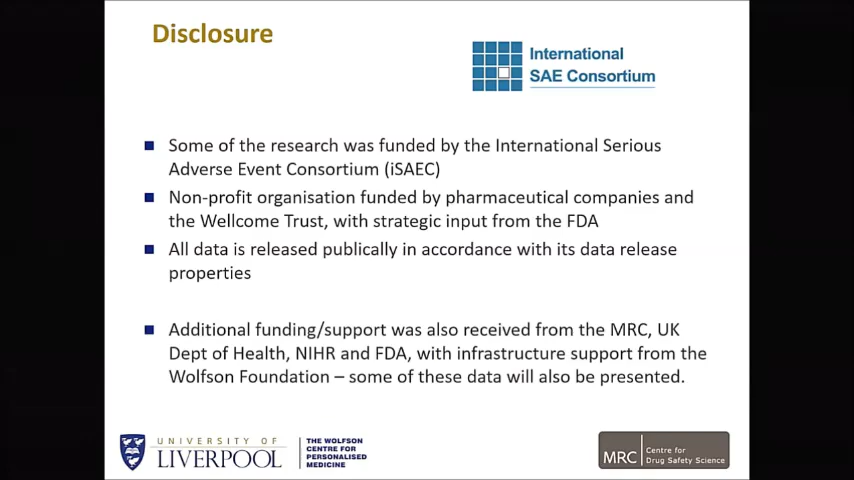 Disclosure
International
SAE Consortium
Some of the research was funded by the International Serious
Adverse Event Consortium (iSAEC)
Non-profit organisation funded by pharmaceutical companies and
the Wellcome Trust, with strategic input from the FDA
All data is released publically in accordance with its data release
properties
Additional funding/support was also received from the MRC, UK
Dept of Health, NIHR and FDA, with infrastructure support from the
Wolfson Foundation – some of these data will also be presented.
UNIVERSITY OF
LIVERPOOL
THE WOLFSON
CENTRE FOR
PERSONALISED
MEDICINE
MRC
Centre for
Drug Safety Science